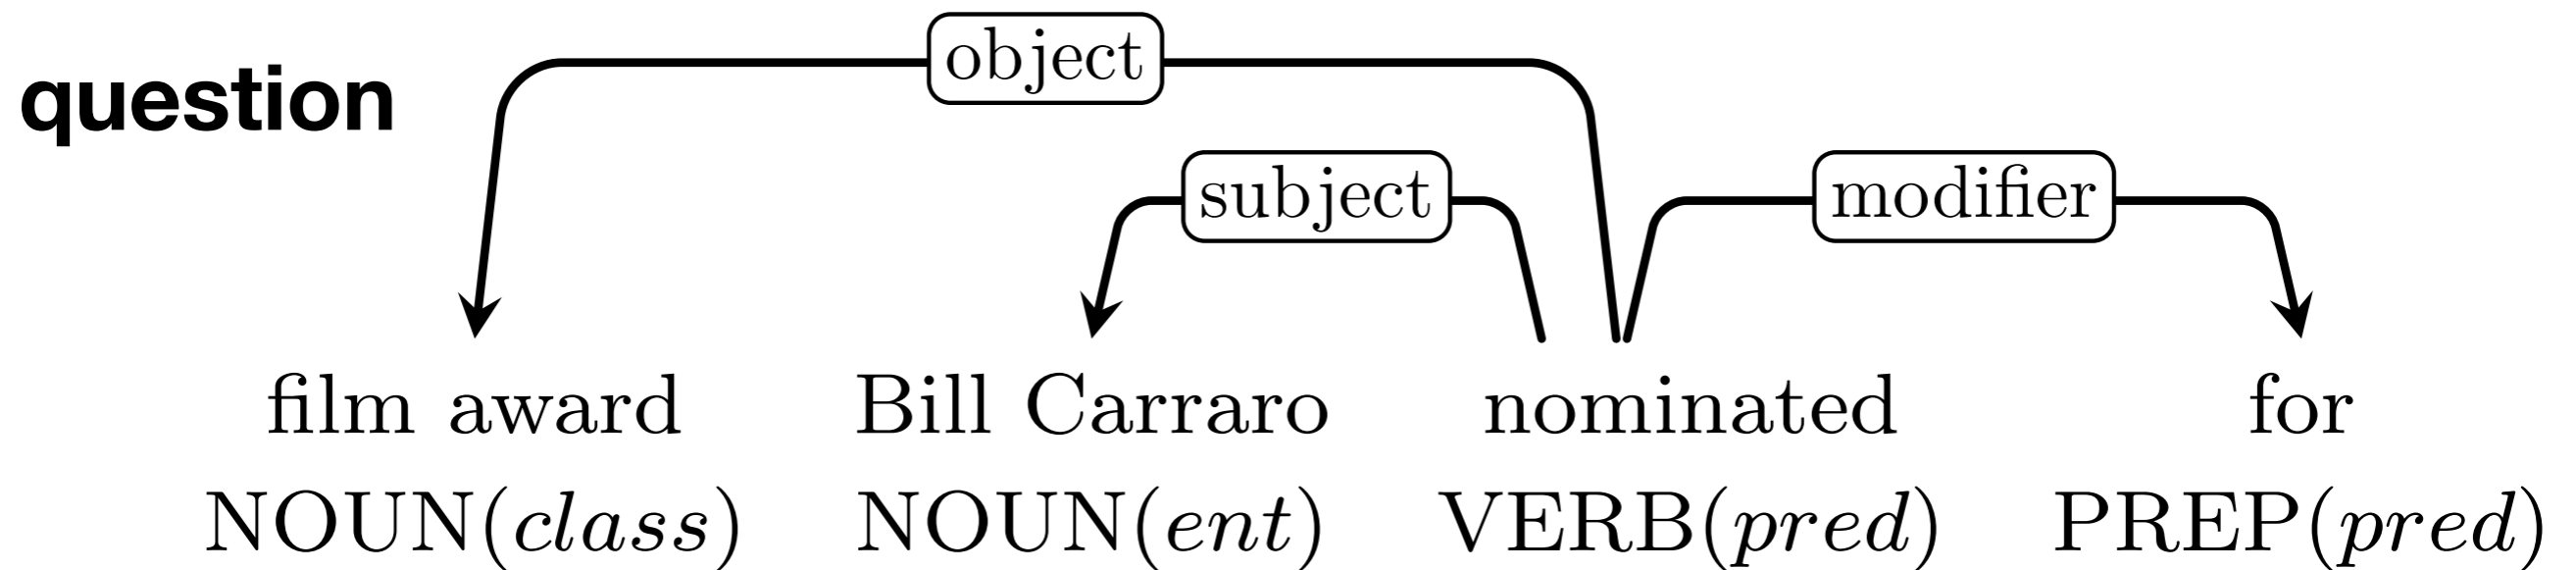 object
question
subject modifier
film award Bill Carraro nominated for
NOUN(class) NOUN(ent) VERB(pred) PREP(pred)